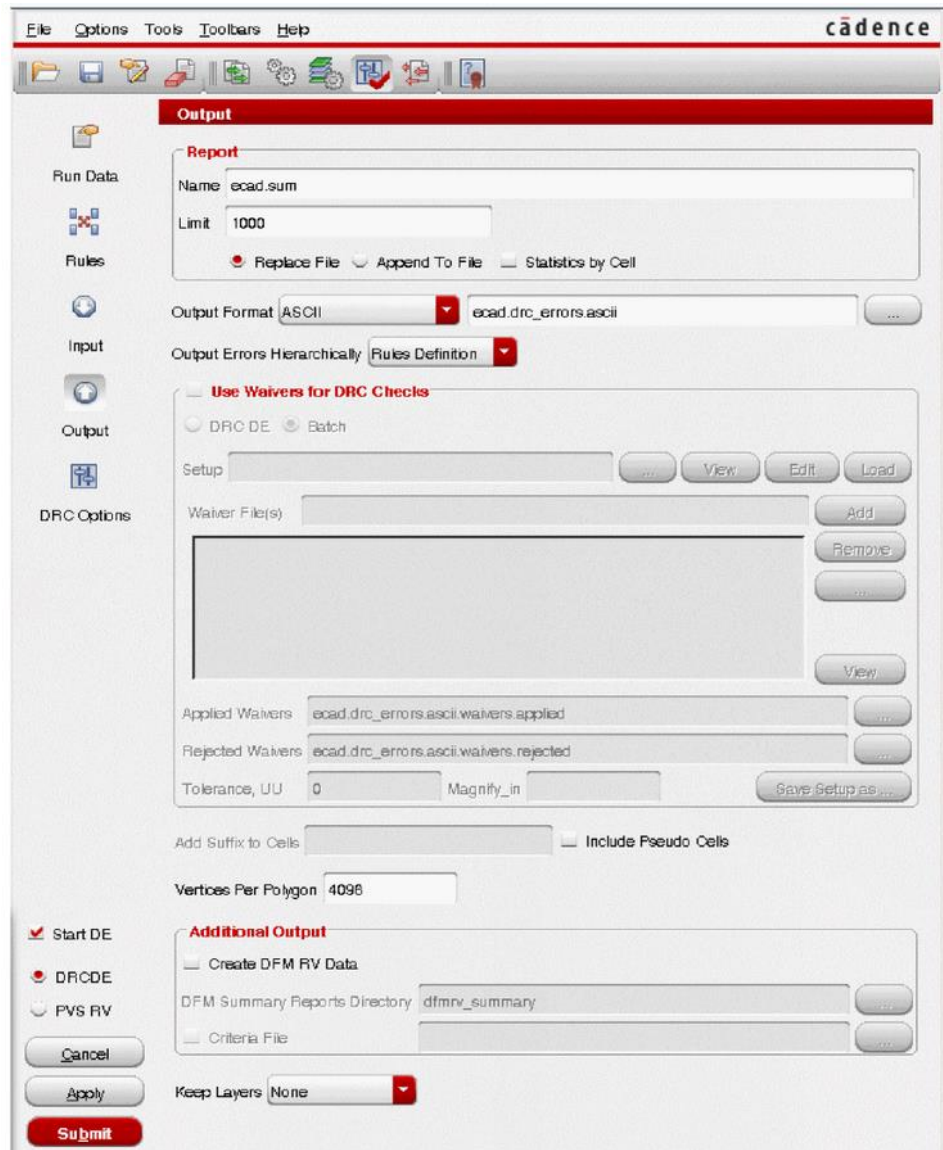 File Options Tools Toolbars Help
cādence
Output
Run Data
Rules
Input
Output
DRC Options
Report
Name ecad.sum
Limit 1000
Replace File Append To File Statistics by Cell
Output Format ASCII ecad.drc_errors.ascii ...
Output Errors Hierarchically Rules Definition
Use Waivers for DRC Checks
DRC DE Batch
Setup ... View Edit Load
Waiver File(s) Add
Remove
...
View
Applied Waivers ecad.drc_errors.ascii.waivers.applied ...
Rejected Waivers ecad.drc_errors.ascii.waivers.rejected ...
Tolerance, UU 0 Magnify_in Save Setup as ...
Add Suffix to Cells Include Pseudo Cells
Vertices Per Polygon 4096
Start DE
DRCDE
PVS RV
Cancel
Apply
Submit
Additional Output
Create DFM RV Data
DFM Summary Reports Directory dfmrv_summary ...
Criteria File ...
Keep Layers None